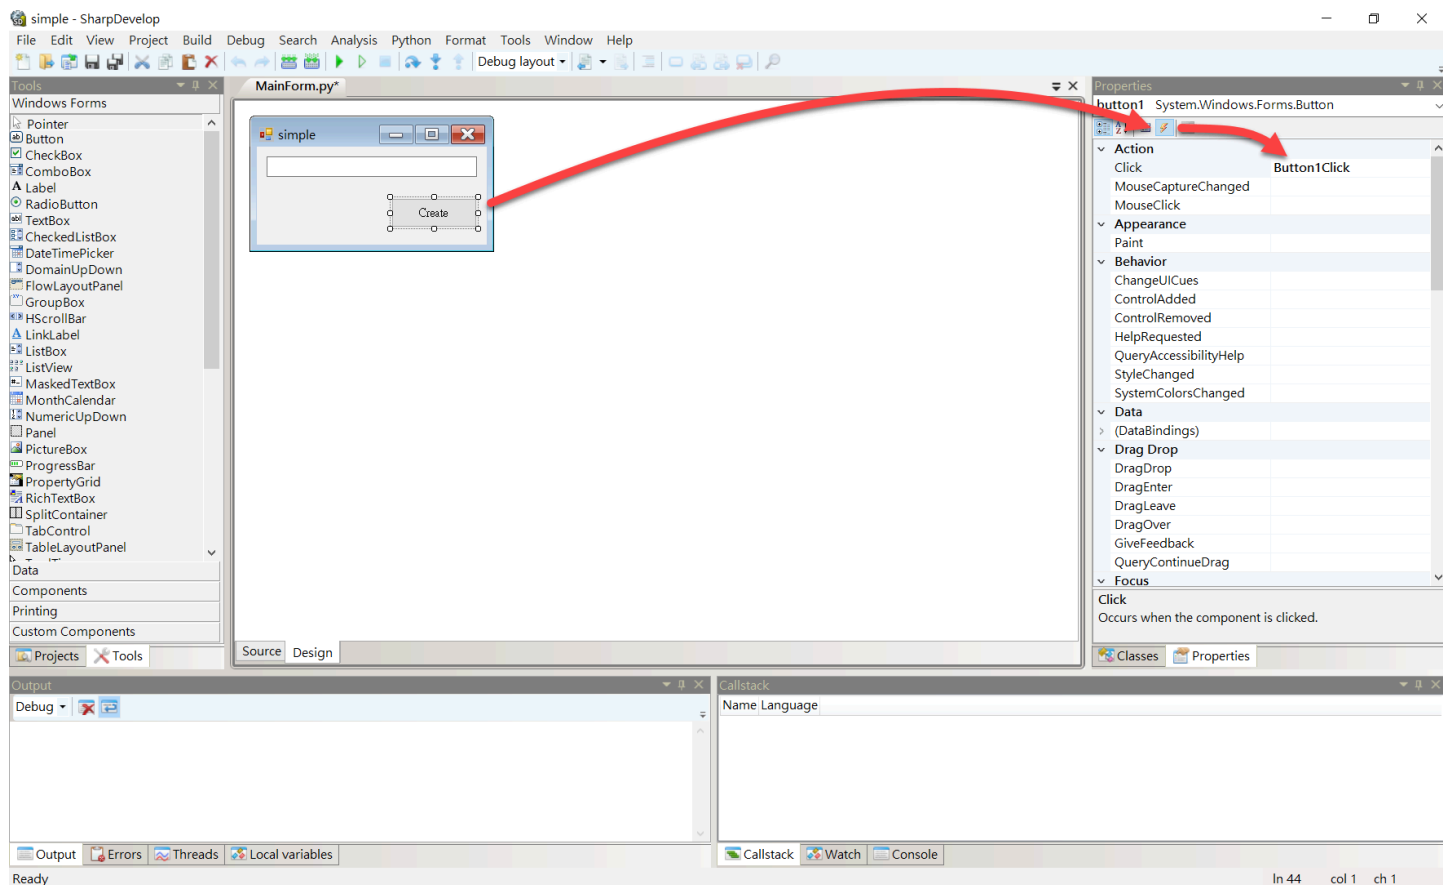 simple - SharpDevelop
File Edit View Project Build Debug Search Analysis Python Format Tools Window Help
Debug layout
Tools
Windows Forms
Pointer
Button
CheckBox
ComboBox
A Label
RadioButton
TextBox
CheckedListBox
DateTimePicker
DomainUpDown
FlowLayoutPanel
GroupBox
HScrollBar
A LinkLabel
ListBox
ListView
MaskedTextBox
MonthCalendar
NumericUpDown
Panel
PictureBox
ProgressBar
PropertyGrid
RichTextBox
SplitContainer
TabControl
TableLayoutPanel
Data
Components
Printing
Custom Components
Projects Tools
MainForm.py*
simple
Create
Source Design
Properties
button1 System.Windows.Forms.Button
Action
Click Button1Click
MouseCaptureChanged
MouseClick
Appearance
Paint
Behavior
ChangeUICues
ControlAdded
ControlRemoved
HelpRequested
QueryAccessibilityHelp
StyleChanged
SystemColorsChanged
Data
(DataBindings)
Drag Drop
DragDrop
DragEnter
DragLeave
DragOver
GiveFeedback
QueryContinueDrag
Focus
Click
Occurs when the component is clicked.
Classes Properties
Output
Debug
Output Errors Threads Local variables
Callstack
Name Language
Callstack Watch Console
Ready
ln 44 col 1 ch 1